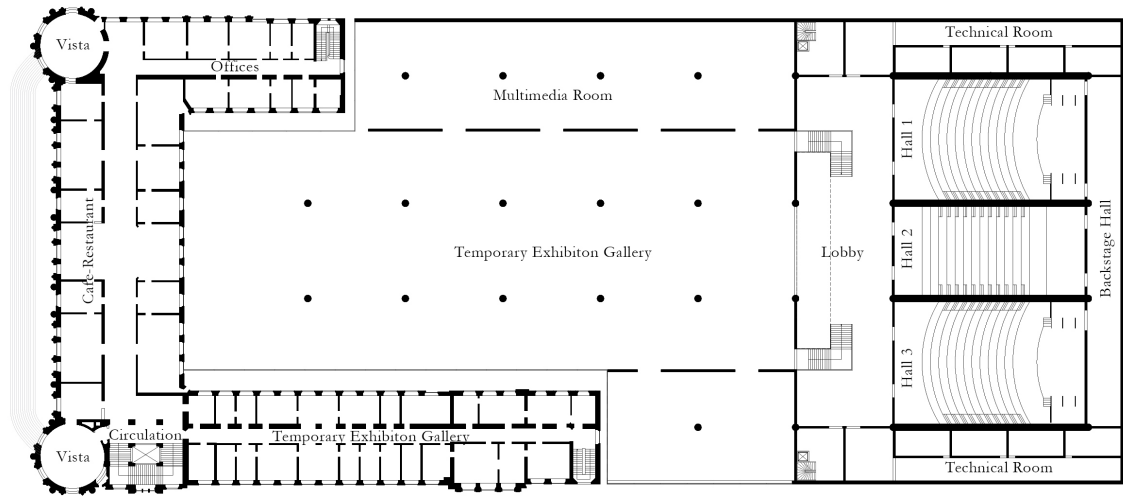 Technical Room
Vista
Offices
Multimedia Room
Hall 1
Cafe-Restaurant
Temporary Exhibiton Gallery
Lobby
Hall 2
Backstage Hall
Hall 3
Circulation
Temporary Exhibiton Gallery
Vista
Technical Room